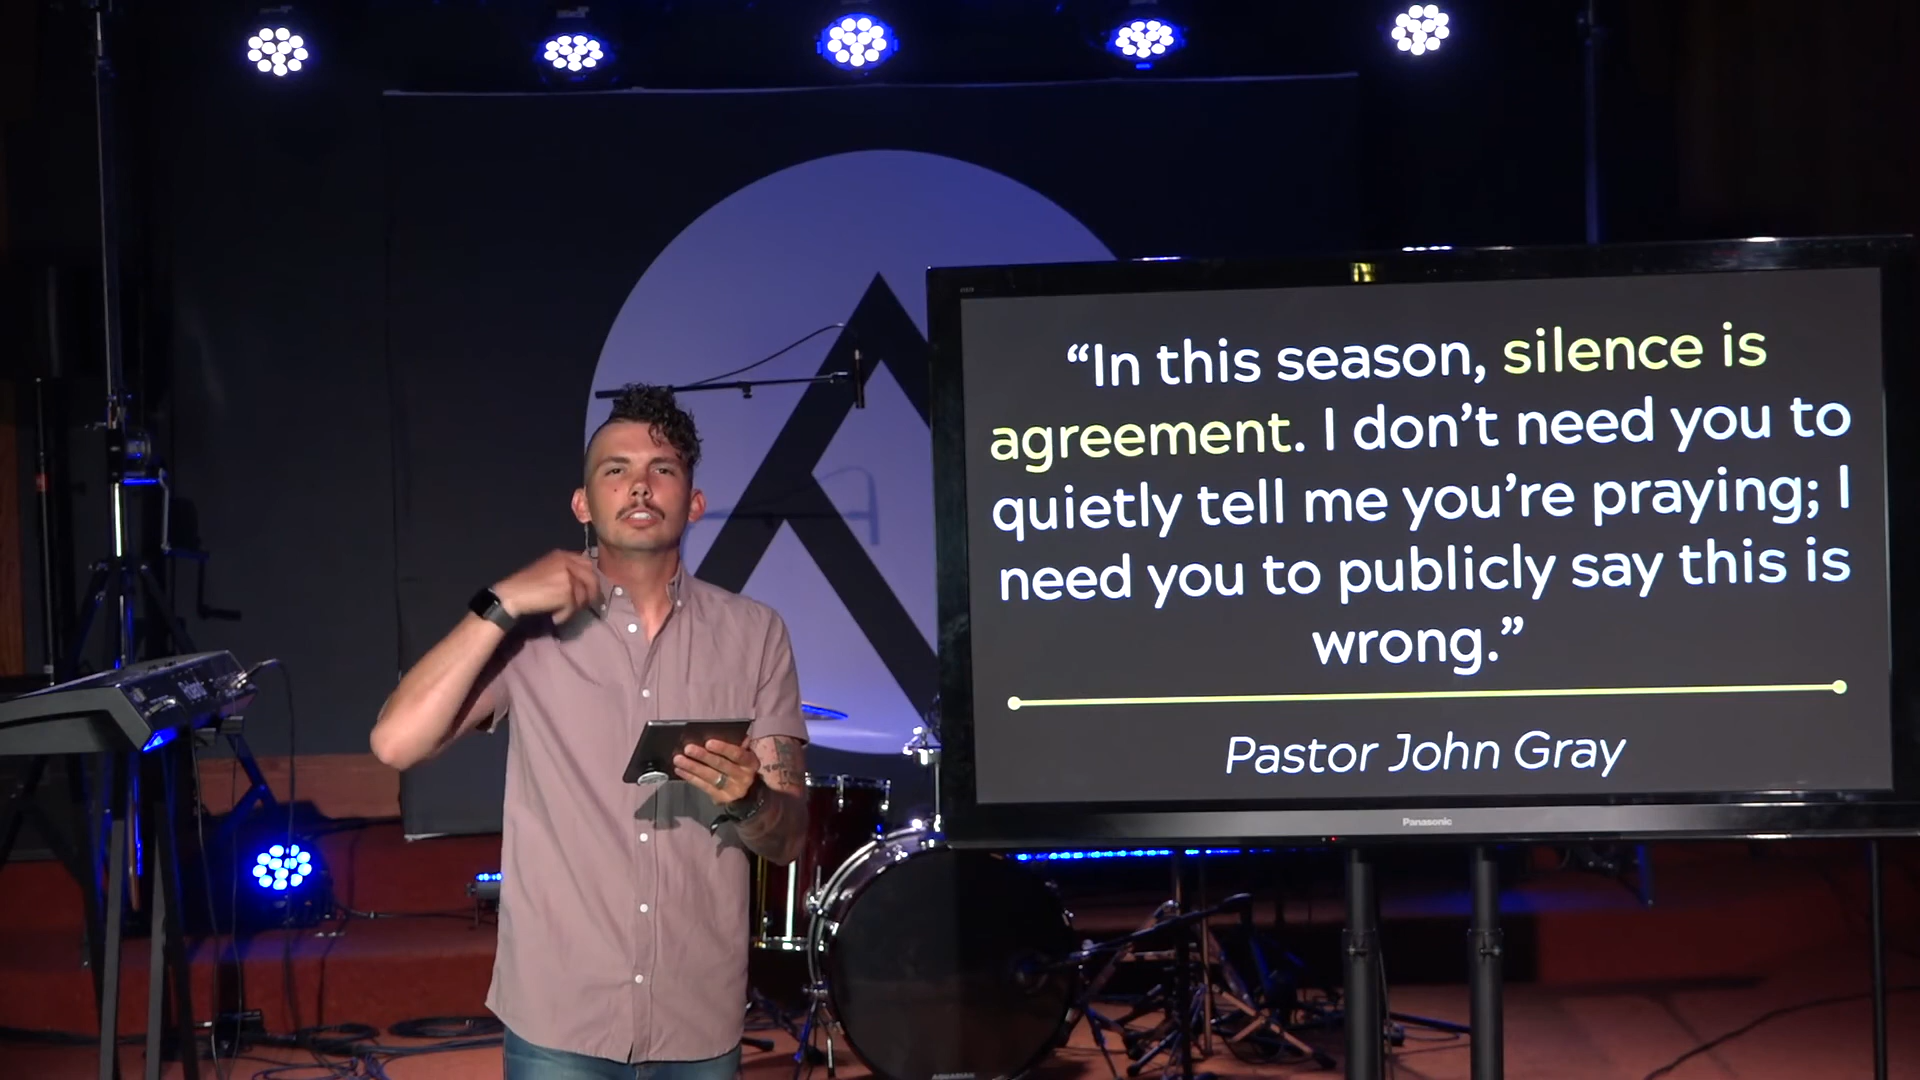 “In this season, silence is
agreement. I don’t need you to
quietly tell me you’re praying; I
need you to publicly say this is
wrong.”
Pastor John Gray
Panasonic
AQUARIAN